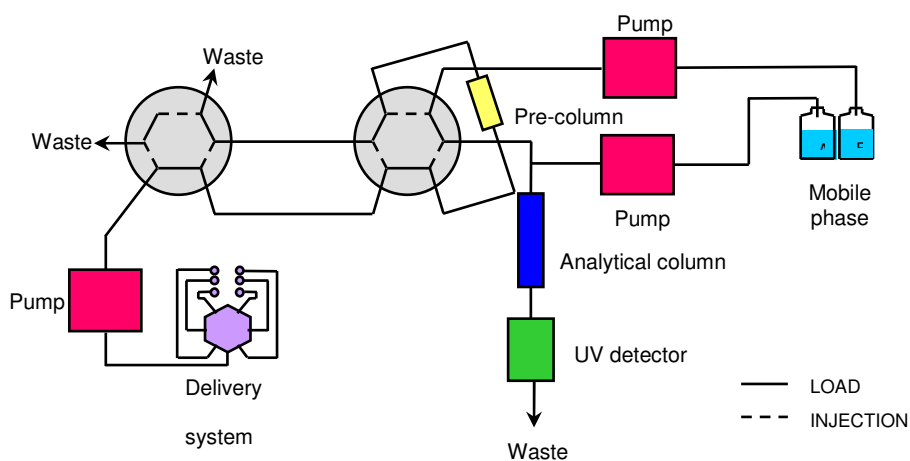 Pump
Waste
Pre-column
Waste
Mobile
phase
Pump
Analytical column
Pump
UV detector
Delivery
system
LOAD
INJECTION
Waste